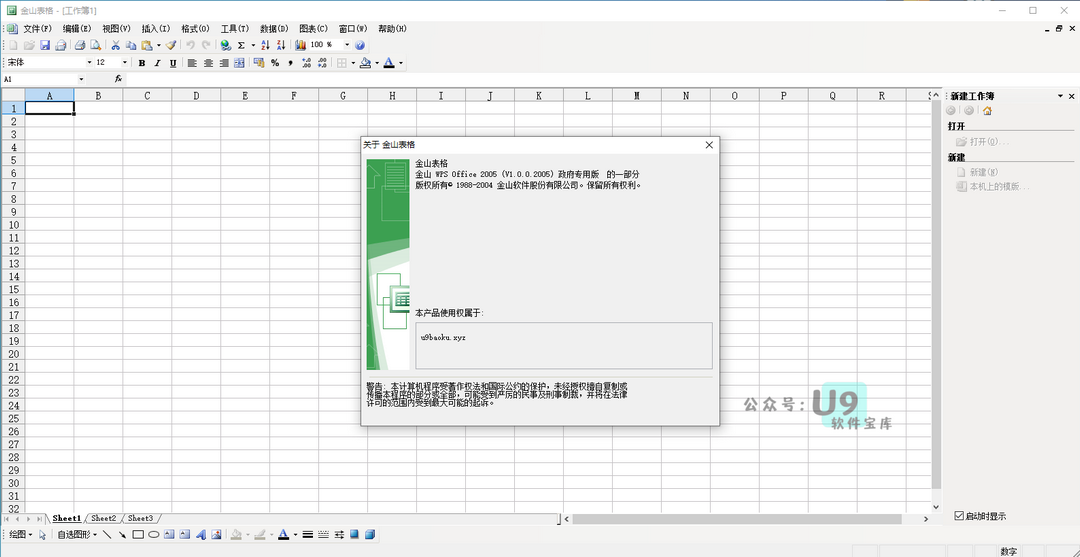 金山表格 - [工作簿1]
文件(F) 编辑(E) 视图(V) 插入(I) 格式(O) 工具(T) 数据(D) 图表(C) 窗口(W) 帮助(H)
100 %
宋体 12 B I U
A1 fx
A B C D E F G H I J K L M N O P Q R S
1
2
3
4
5
6
7
8
9
10
11
12
13
14
15
16
17
18
19
20
21
22
23
24
25
26
27
28
29
30
31
32
关于 金山表格
金山表格
金山 WPS Office 2005 (V1.0.0.2005) 政府专用版 的一部分
版权所有© 1988-2004 金山软件股份有限公司。保留所有权利。
本产品使用权属于:
u9baoku.xyz
警告: 本计算机程序受著作权法和国际公约的保护，未经授权擅自复制或
传播本程序的部分或全部，可能受到严厉的民事及刑事制裁，并将在法律
许可的范围内受到最大可能的起诉。
新建工作簿
打开
打开(O)...
新建
新建(N)
本机上的模版...
公众号: U9
软件宝库
启动时显示
Sheet1 Sheet2 Sheet3
绘图 自选图形
数字